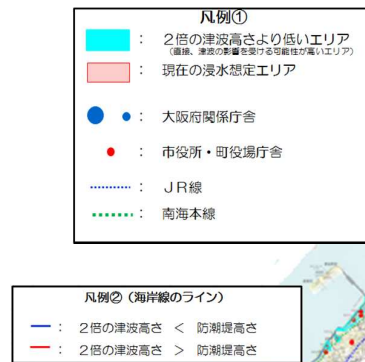 凡例①
： ２倍の津波高さより低いエリア
（直接、津波の影響を受ける可能性が高いエリア）
： 現在の浸水想定エリア
： 大阪府関係庁舎
： 市役所・町役場庁舎
： ＪＲ線
： 南海本線
凡例②（海岸線のライン）
： ２倍の津波高さ ＜ 防潮堤高さ
： ２倍の津波高さ ＞ 防潮堤高さ